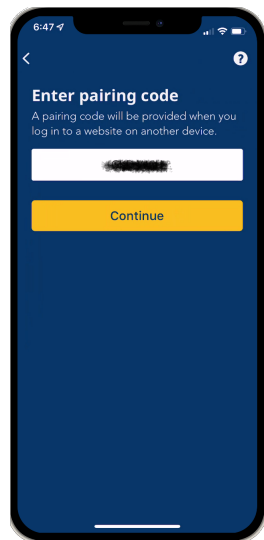 6:47
?
Enter pairing code
A pairing code will be provided when you
log in to a website on another device.
Continue